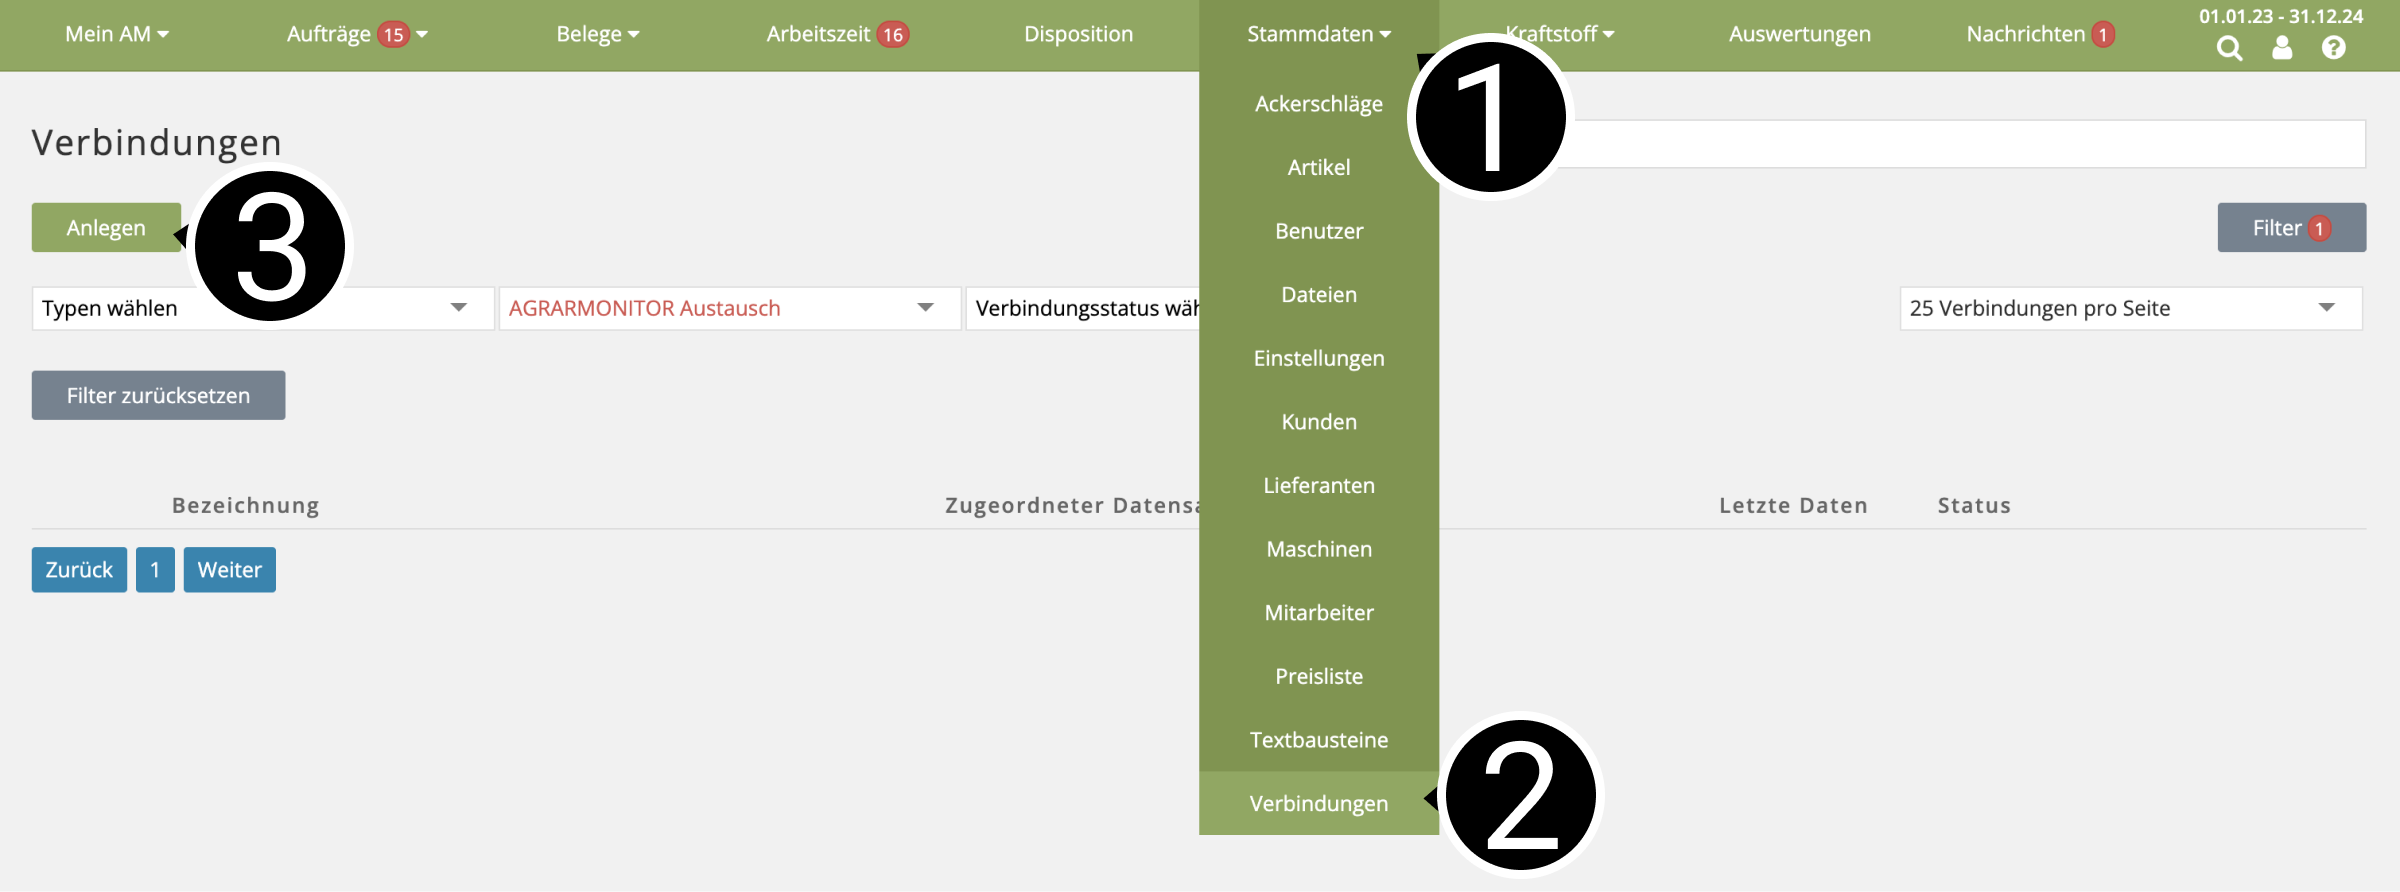 Mein AM
Aufträge 15
Belege
Arbeitszeit 16
Disposition
Stammdaten
Kraftstoff
Auswertungen
Nachrichten 1
01.01.23 - 31.12.24
Verbindungen
Anlegen
3
Filter 1
Typen wählen
AGRARMONITOR Austausch
Verbindungsstatus wäh
25 Verbindungen pro Seite
Filter zurücksetzen
Bezeichnung
Zugeordneter Datensa
Letzte Daten
Status
Zurück
1
Weiter
1
Ackerschläge
Artikel
Benutzer
Dateien
Einstellungen
Kunden
Lieferanten
Maschinen
Mitarbeiter
Preisliste
Textbausteine
Verbindungen
2